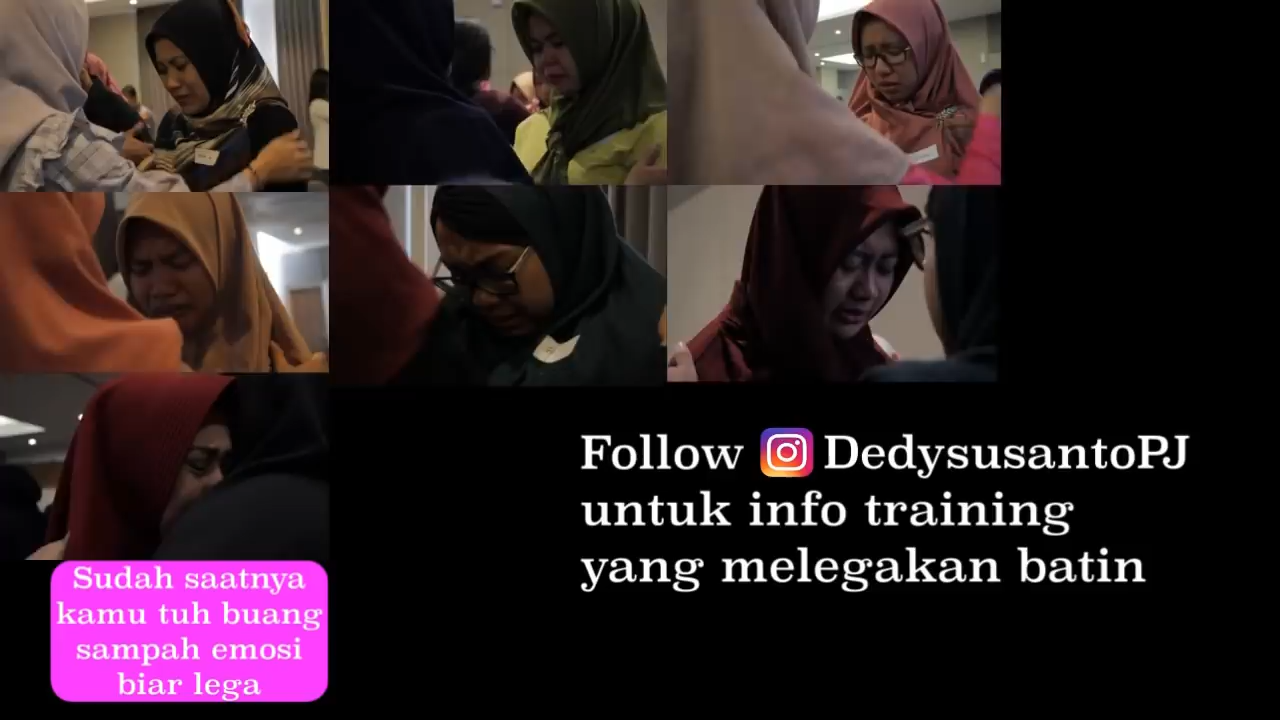 Follow DedysusantoPJ
untuk info training
yang melegakan batin
Sudah saatnya
kamu tuh buang
sampah emosi
biar lega